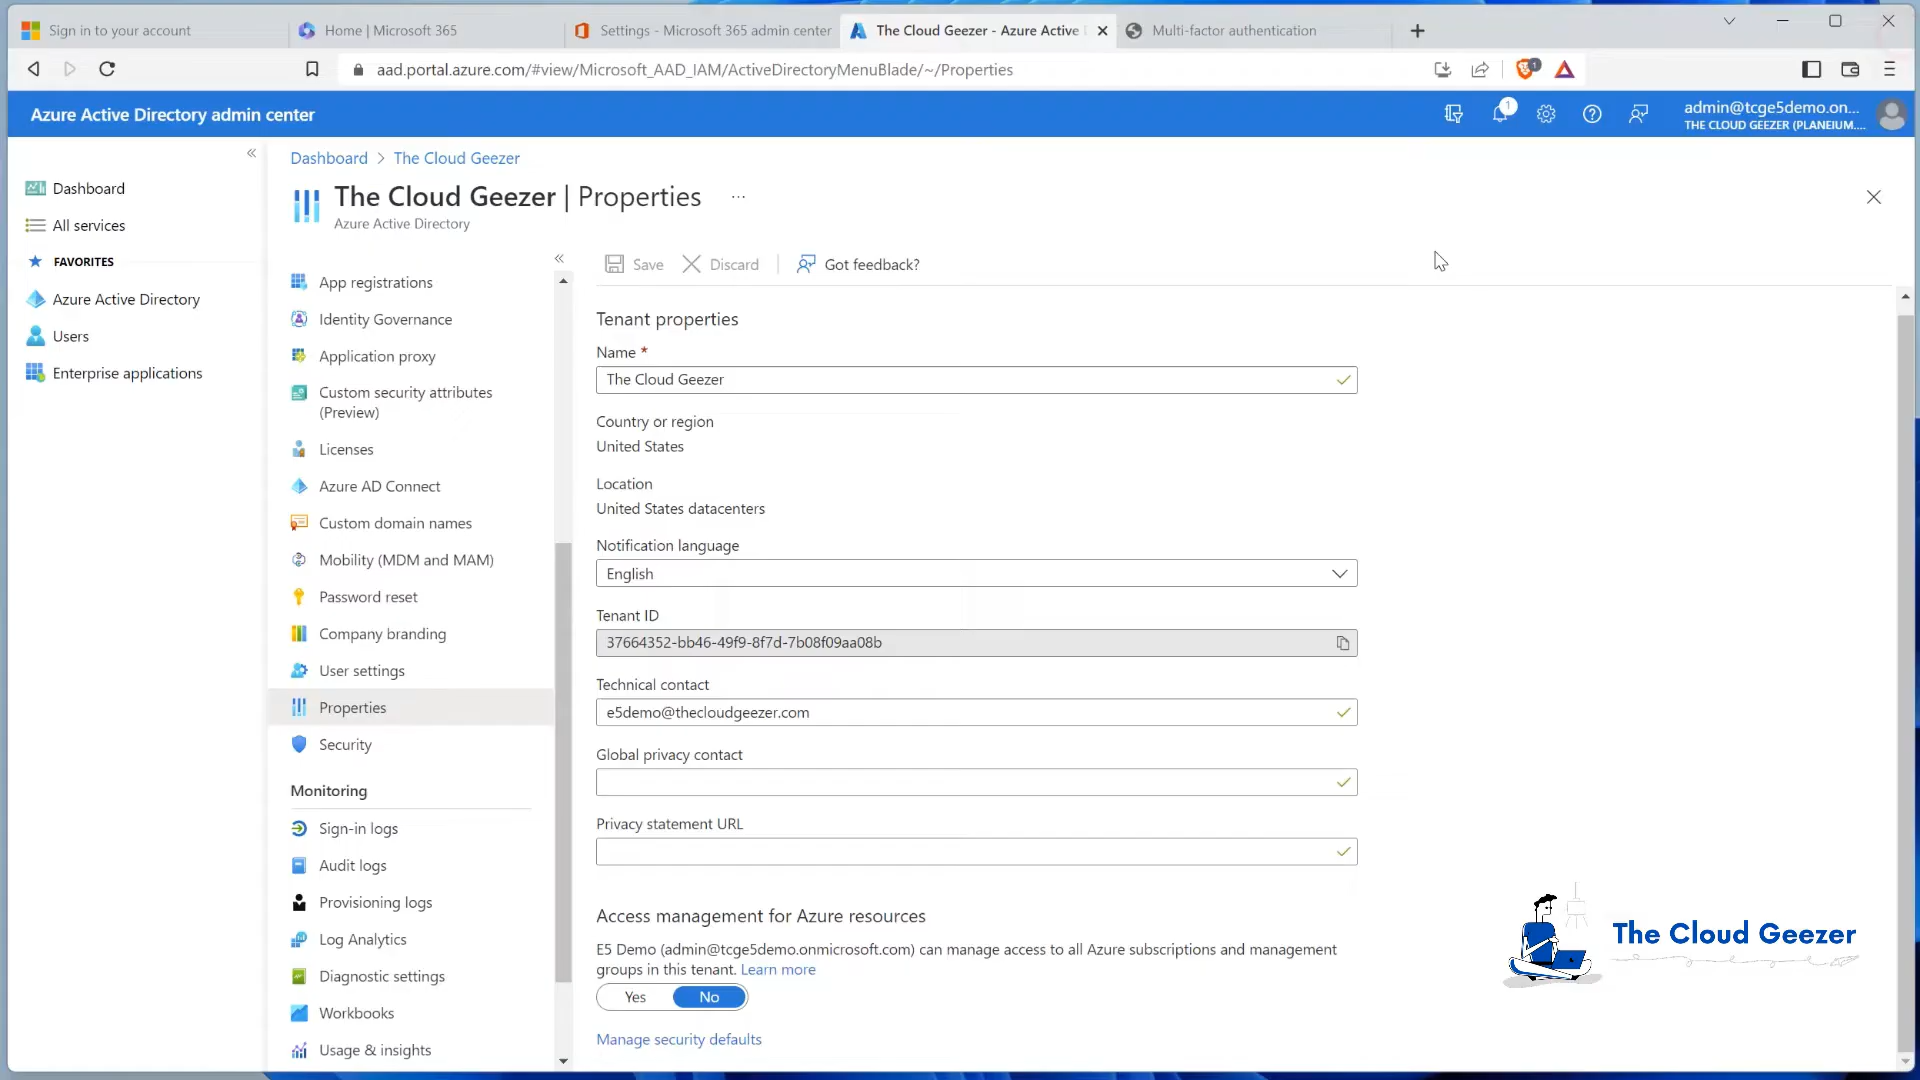 Sign in to your account
Home | Microsoft 365
Settings - Microsoft 365 admin center
The Cloud Geezer - Azure Active
Multi-factor authentication
aad.portal.azure.com/#view/Microsoft_AAD_IAM/ActiveDirectoryMenuBlade/~/Properties
1
Azure Active Directory admin center
1
admin@tcge5demo.on...
THE CLOUD GEEZER (PLANEIUM....
Dashboard
All services
FAVORITES
Azure Active Directory
Users
Enterprise applications
Dashboard > The Cloud Geezer
The Cloud Geezer | Properties ...
Azure Active Directory
App registrations
Identity Governance
Application proxy
Custom security attributes
(Preview)
Licenses
Azure AD Connect
Custom domain names
Mobility (MDM and MAM)
Password reset
Company branding
User settings
Properties
Security
Monitoring
Sign-in logs
Audit logs
Provisioning logs
Log Analytics
Diagnostic settings
Workbooks
Usage & insights
Save
Discard
Got feedback?
Tenant properties
Name *
The Cloud Geezer
Country or region
United States
Location
United States datacenters
Notification language
English
Tenant ID
37664352-bb46-49f9-8f7d-7b08f09aa08b
Technical contact
e5demo@thecloudgeezer.com
Global privacy contact
Privacy statement URL
Access management for Azure resources
E5 Demo (admin@tcge5demo.onmicrosoft.com) can manage access to all Azure subscriptions and management
groups in this tenant. Learn more
Yes No
Manage security defaults
The Cloud Geezer